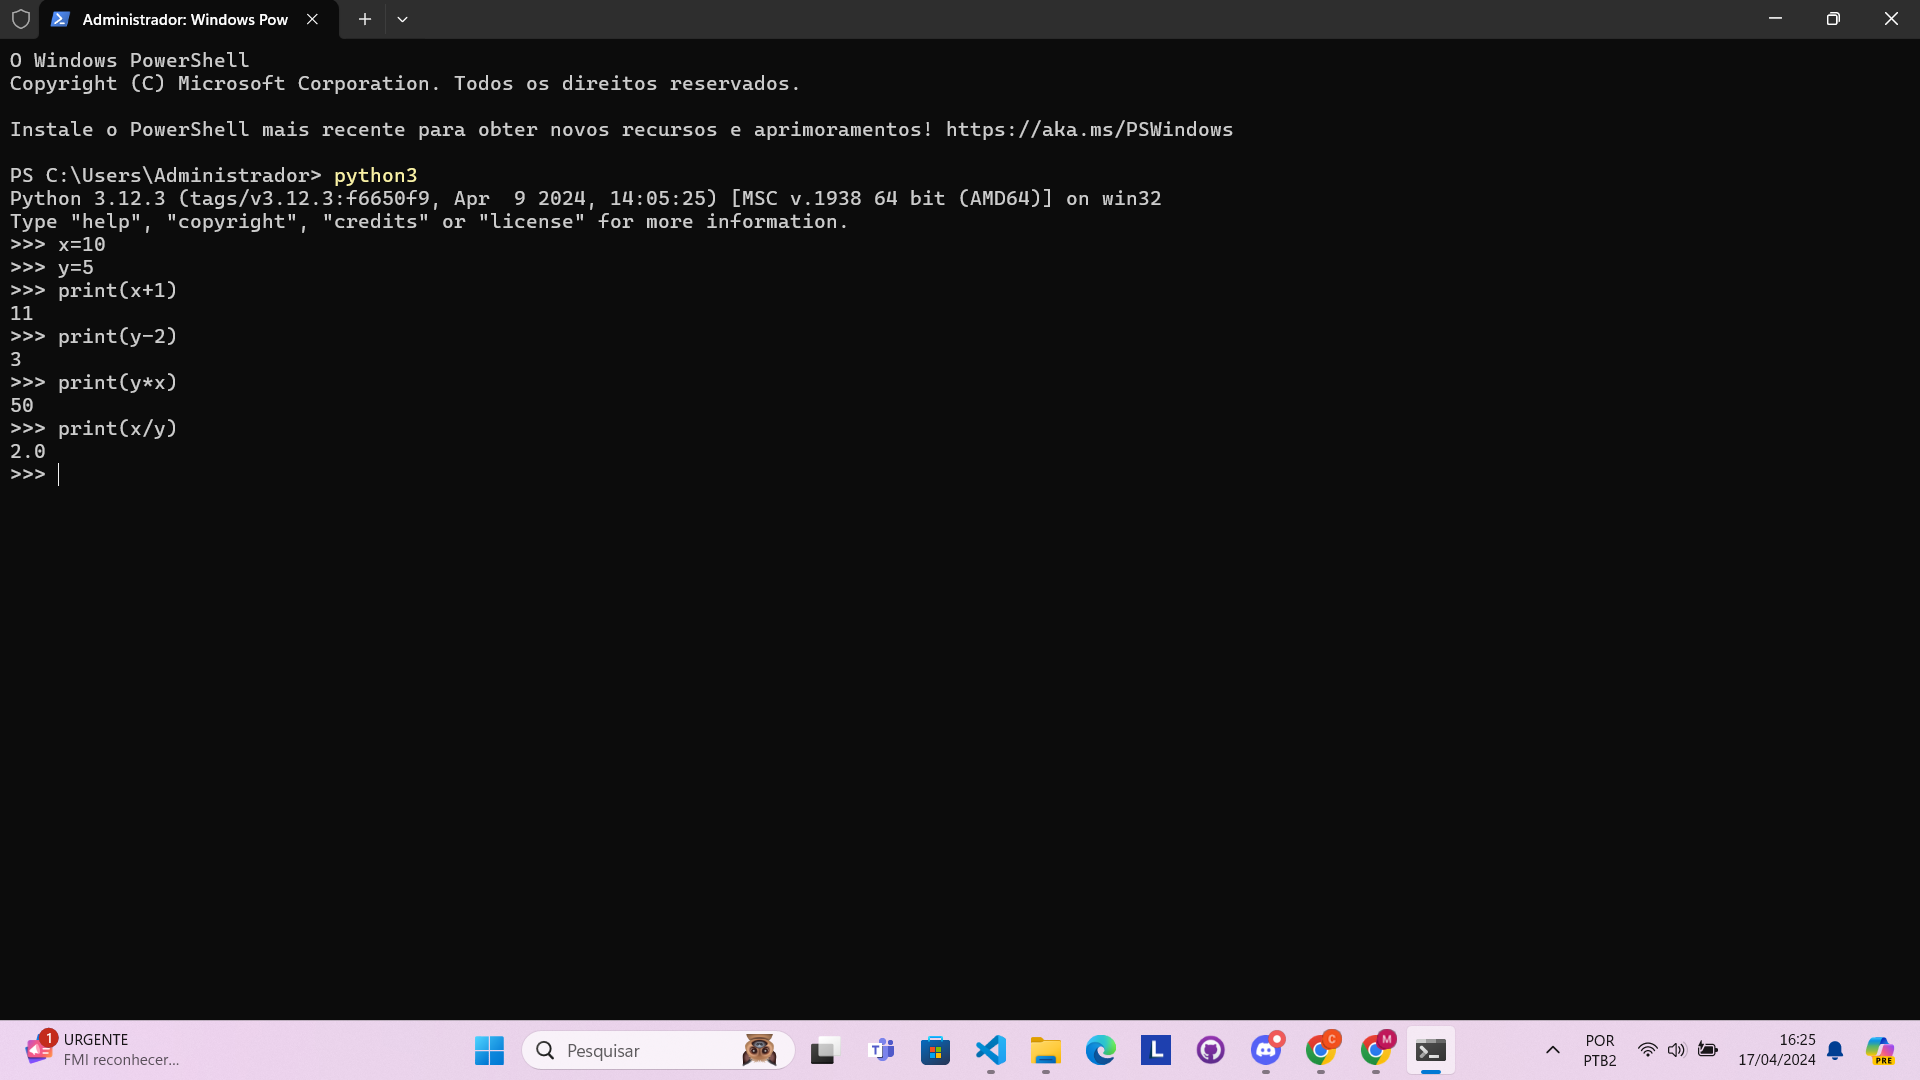 Administrador: Windows Pow
O Windows PowerShell
Copyright (C) Microsoft Corporation. Todos os direitos reservados.
Instale o PowerShell mais recente para obter novos recursos e aprimoramentos! https://aka.ms/PSWindows
PS C:\Users\Administrador> python3
Python 3.12.3 (tags/v3.12.3:f6650f9, Apr  9 2024, 14:05:25) [MSC v.1938 64 bit (AMD64)] on win32
Type "help", "copyright", "credits" or "license" for more information.
>>> x=10
>>> y=5
>>> print(x+1)
11
>>> print(y-2)
3
>>> print(y*x)
50
>>> print(x/y)
2.0
>>>
1
URGENTE
FMI reconhecer...
Pesquisar
T
L
C
M
POR
PTB2
16:25
17/04/2024
PRE